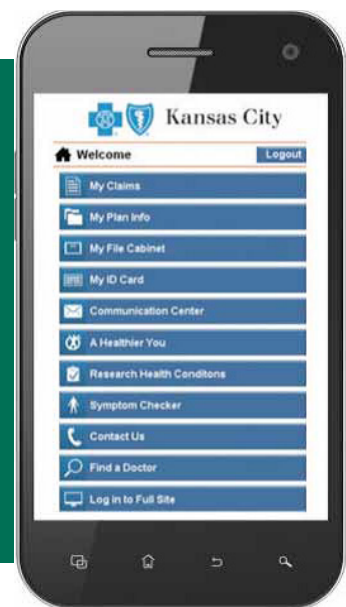 Kansas City
Welcome
Logout
My Claims
My Plan Info
My File Cabinet
My ID Card
Communication Center
A Healthier You
Research Health Conditons
Symptom Checker
Contact Us
Find a Doctor
Log in to Full Site